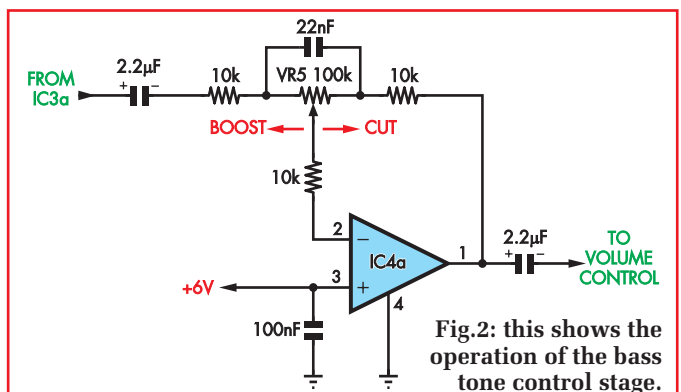 22nF
2.2µF
10k
VR5 100k
10k
FROM
IC3a
BOOST
CUT
10k
2
–
IC4a
1
2.2µF
+
–
TO
VOLUME
CONTROL
+6V
3
+
4
100nF
Fig.2: this shows the
operation of the bass
tone control stage.
+
–